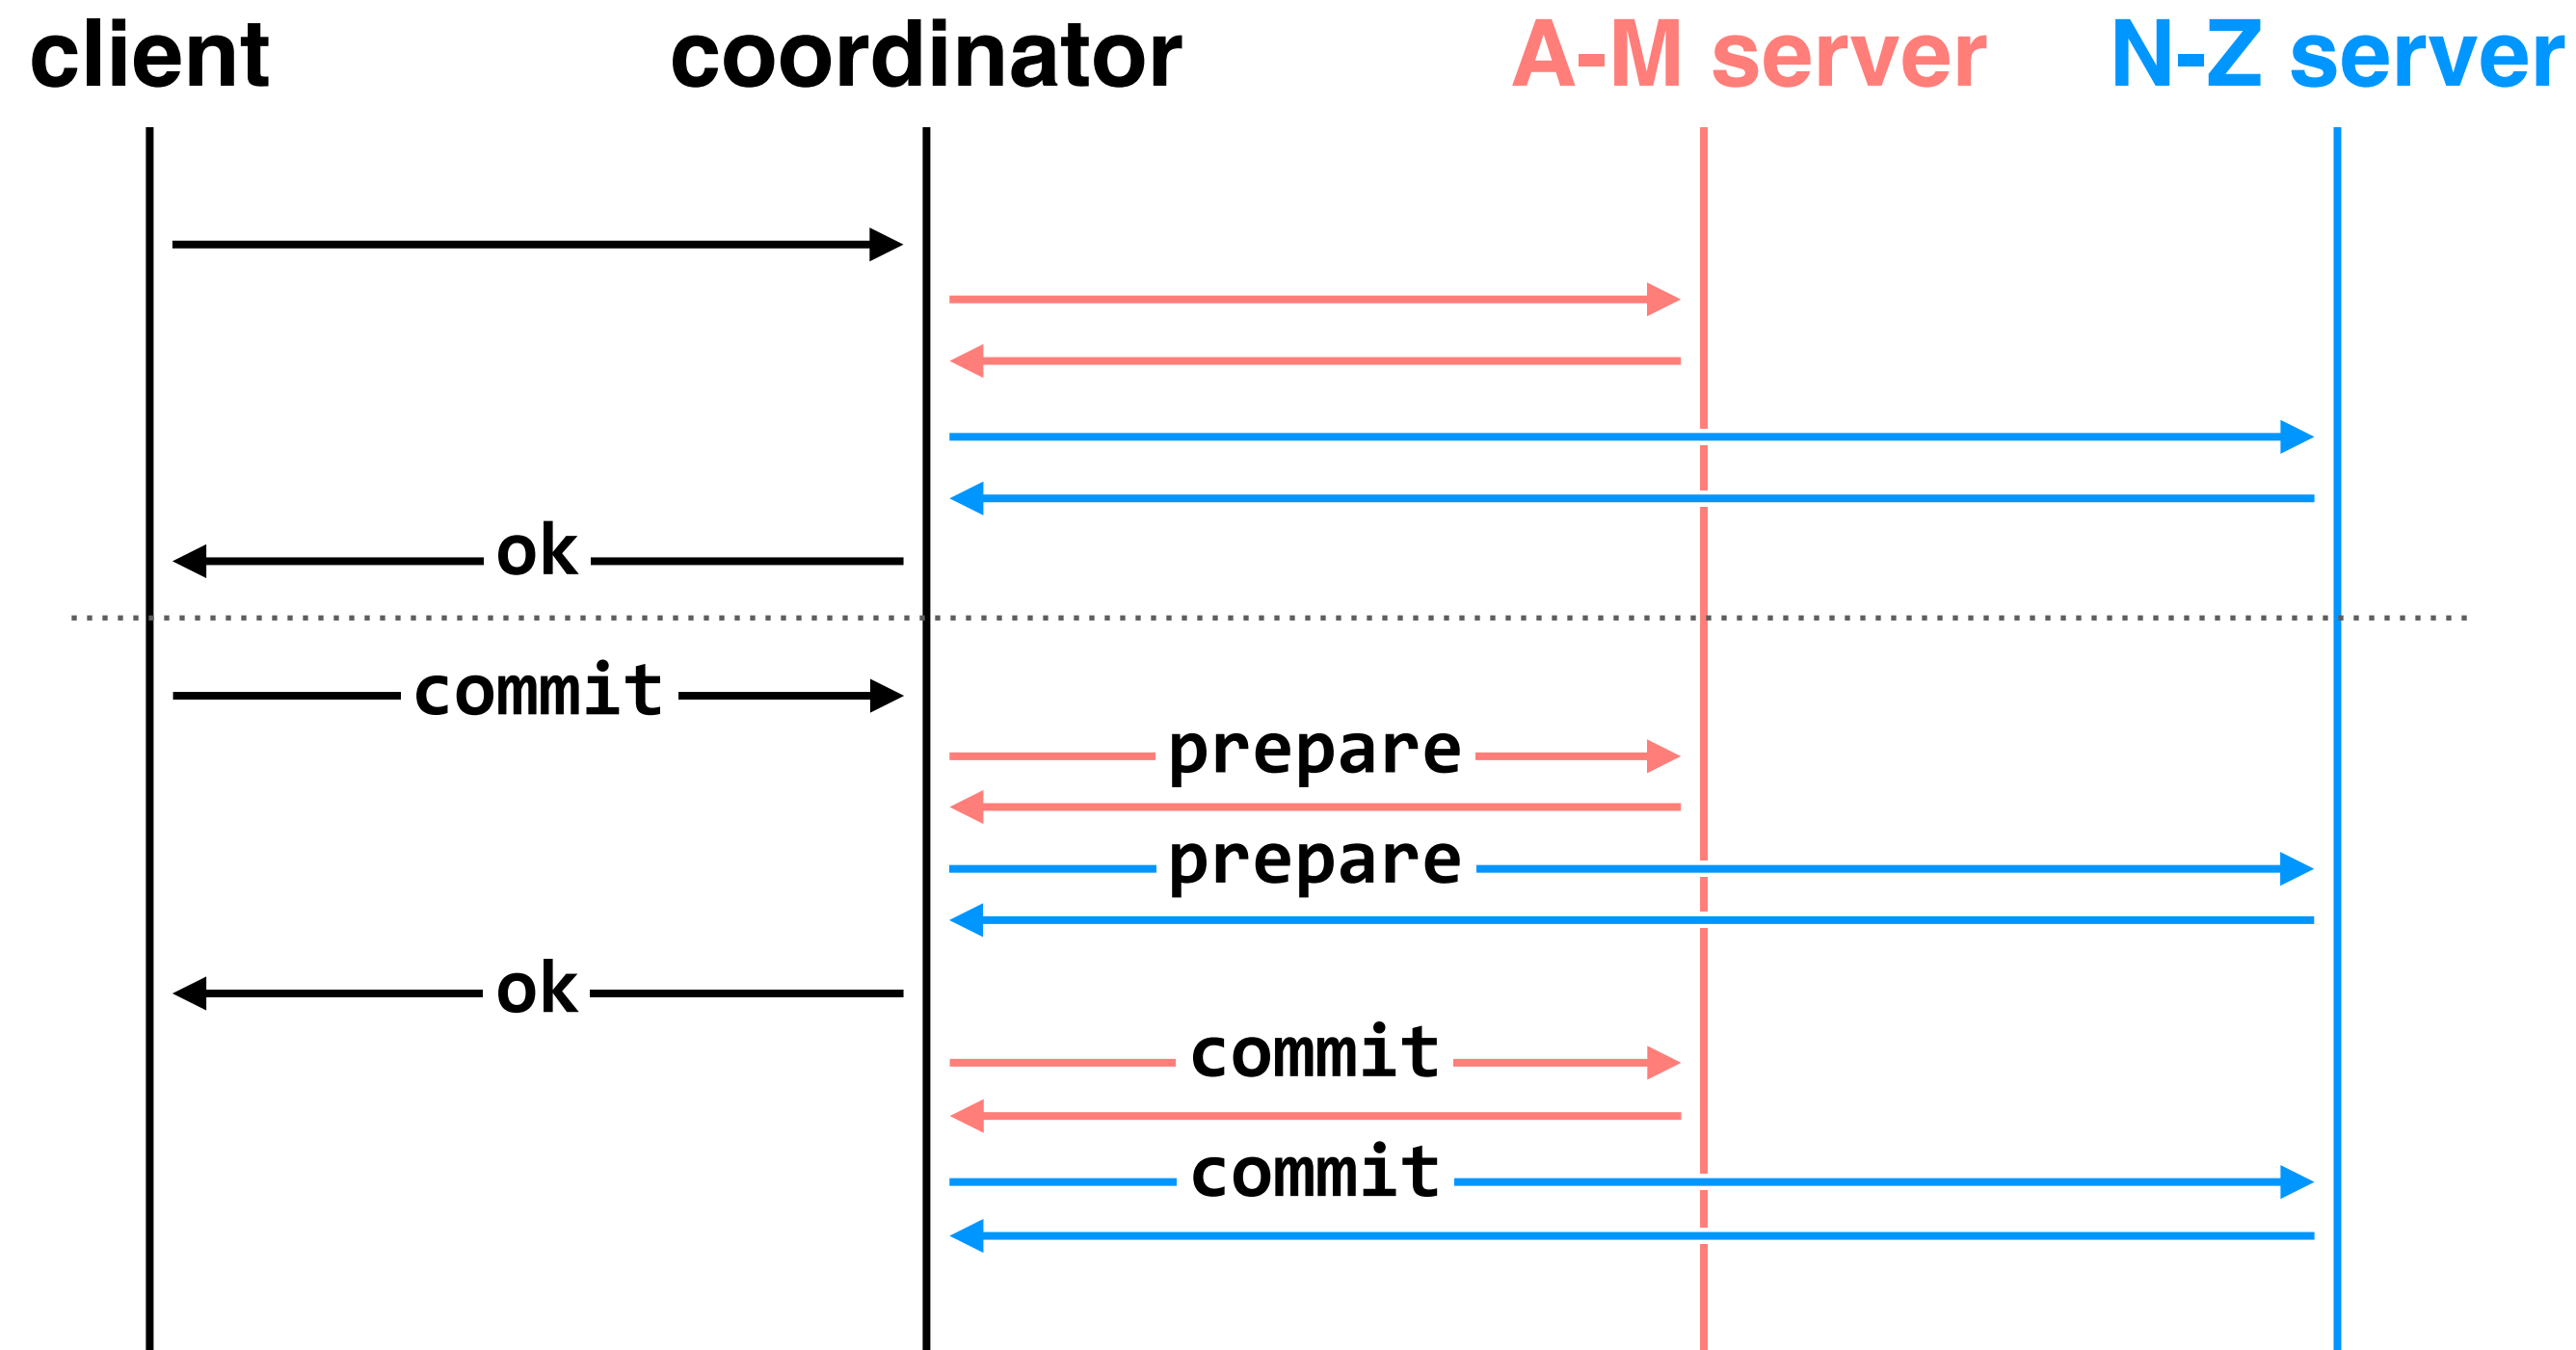 client coordinator A-M server N-Z server
ok
commit
prepare
prepare
ok
commit
commit